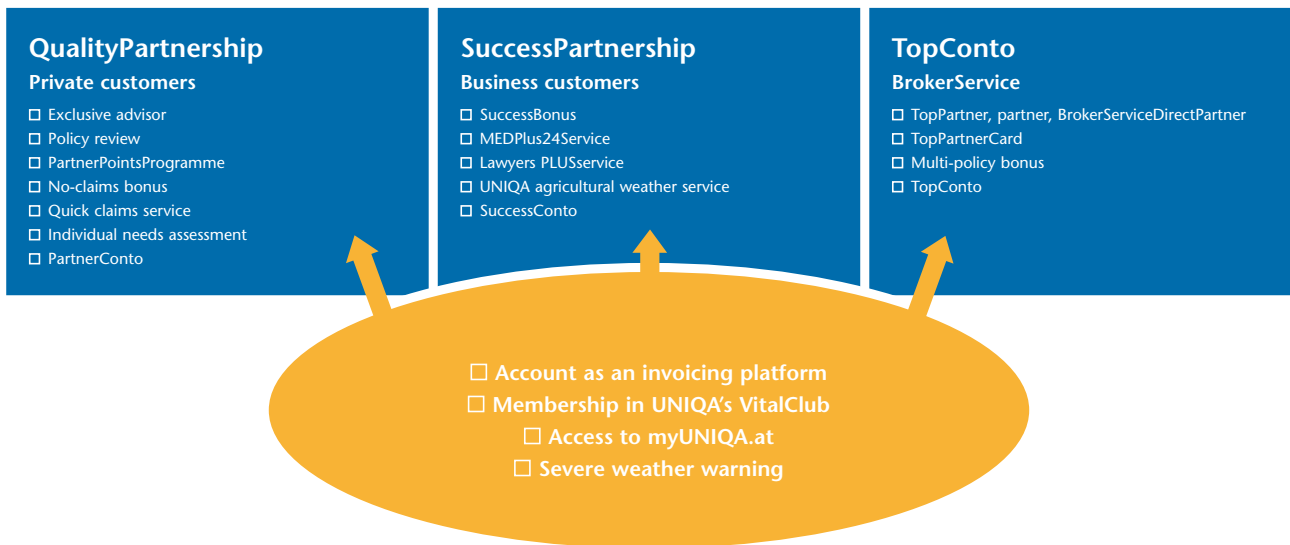 QualityPartnership
Private customers
☐ Exclusive advisor
☐ Policy review
☐ PartnerPointsProgramme
☐ No-claims bonus
☐ Quick claims service
☐ Individual needs assessment
☐ PartnerConto
SuccessPartnership
Business customers
☐ SuccessBonus
☐ MEDPlus24Service
☐ Lawyers PLUSservice
☐ UNIQA agricultural weather service
☐ SuccessConto
TopConto
BrokerService
☐ TopPartner, partner, BrokerServiceDirectPartner
☐ TopPartnerCard
☐ Multi-policy bonus
☐ TopConto
☐ Account as an invoicing platform
☐ Membership in UNIQA’s VitalClub
☐ Access to myUNIQA.at
☐ Severe weather warning